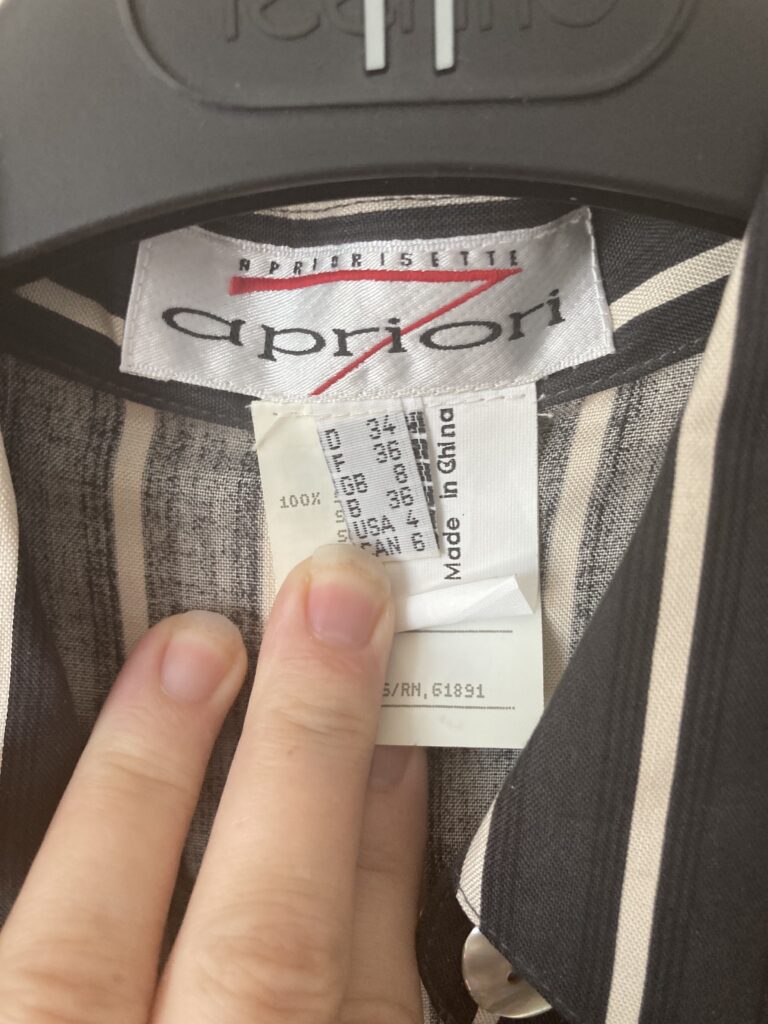 APRIORISETTE
apriori
D 34
F 36
GB 8
B 36
USA 4
CAN 6
100%
Made in China
S/RN,61891